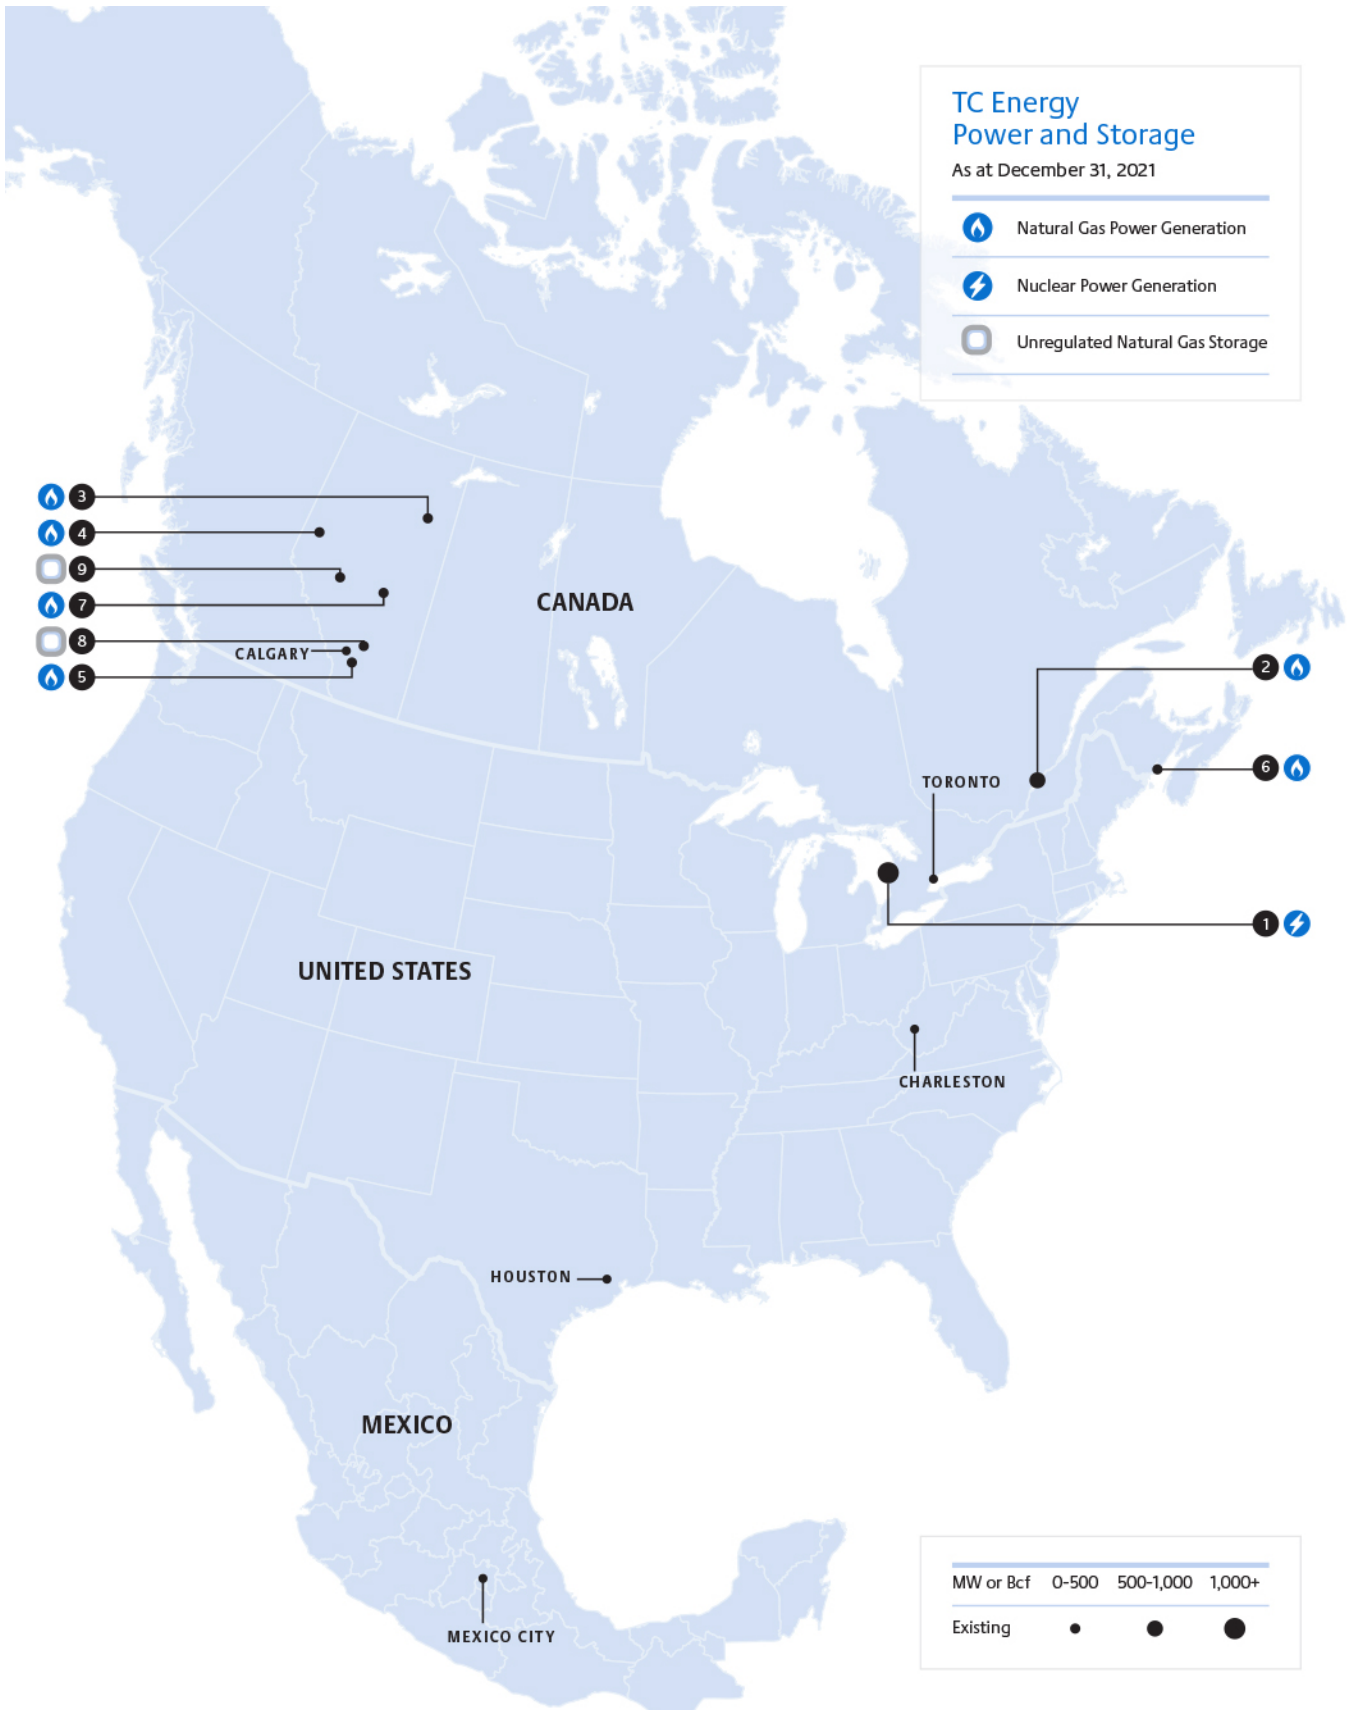 TC Energy
Power and Storage
As at December 31, 2021
Natural Gas Power Generation
Nuclear Power Generation
Unregulated Natural Gas Storage
3
4
9
CANADA
7
8
CALGARY
5
2
6
TORONTO
1
UNITED STATES
CHARLESTON
HOUSTON
MEXICO
MW or Bcf 0-500 500-1,000 1,000+
Existing
MEXICO CITY